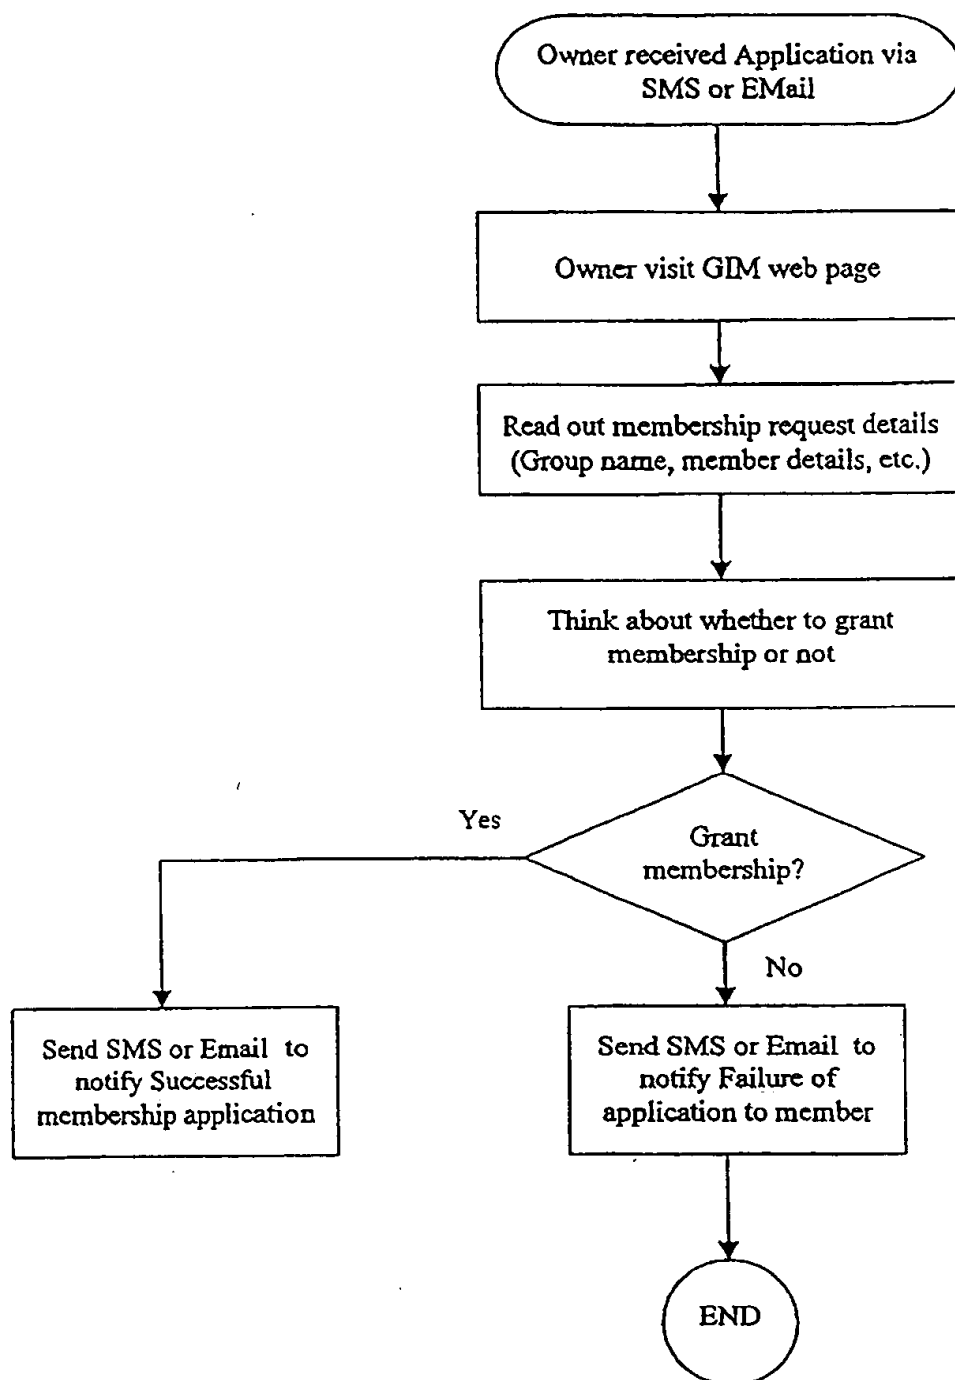 Owner received Application via
SMS or EMail
Owner visit GIM web page
Read out membership request details
(Group name, member details, etc.)
Think about whether to grant
membership or not
Grant
membership?
Yes
No
Send SMS or Email to
notify Successful
membership application
Send SMS or Email to
notify Failure of
application to member
END